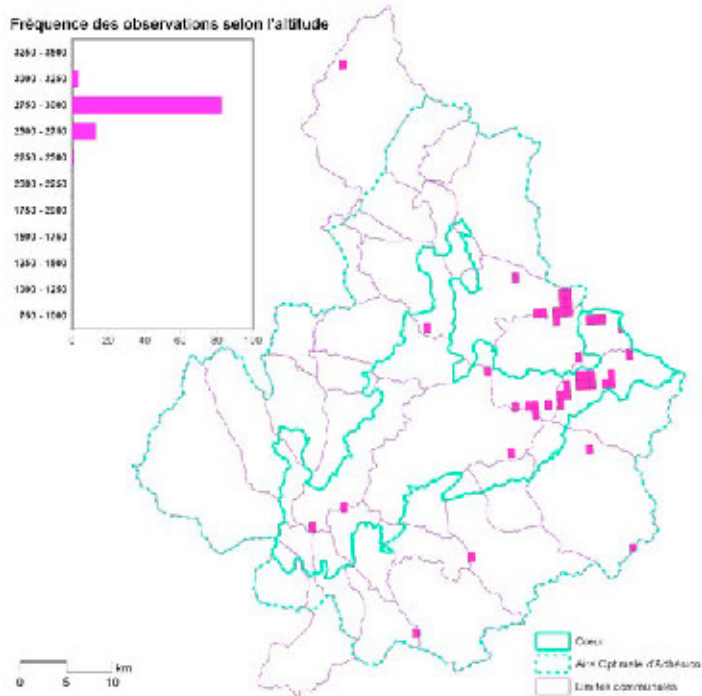 Fréquence des observations selon l'altitude
3250 - 3500
3000 - 3250
2750 - 3000
2500 - 2750
2250 - 2500
2000 - 2250
1750 - 2000
1500 - 1750
1250 - 1500
1000 - 1250
750 - 1000
0 20 40 60 80 100
Cœur
Aire Optimale d'Adhésion
Limites communales
km
0 5 10